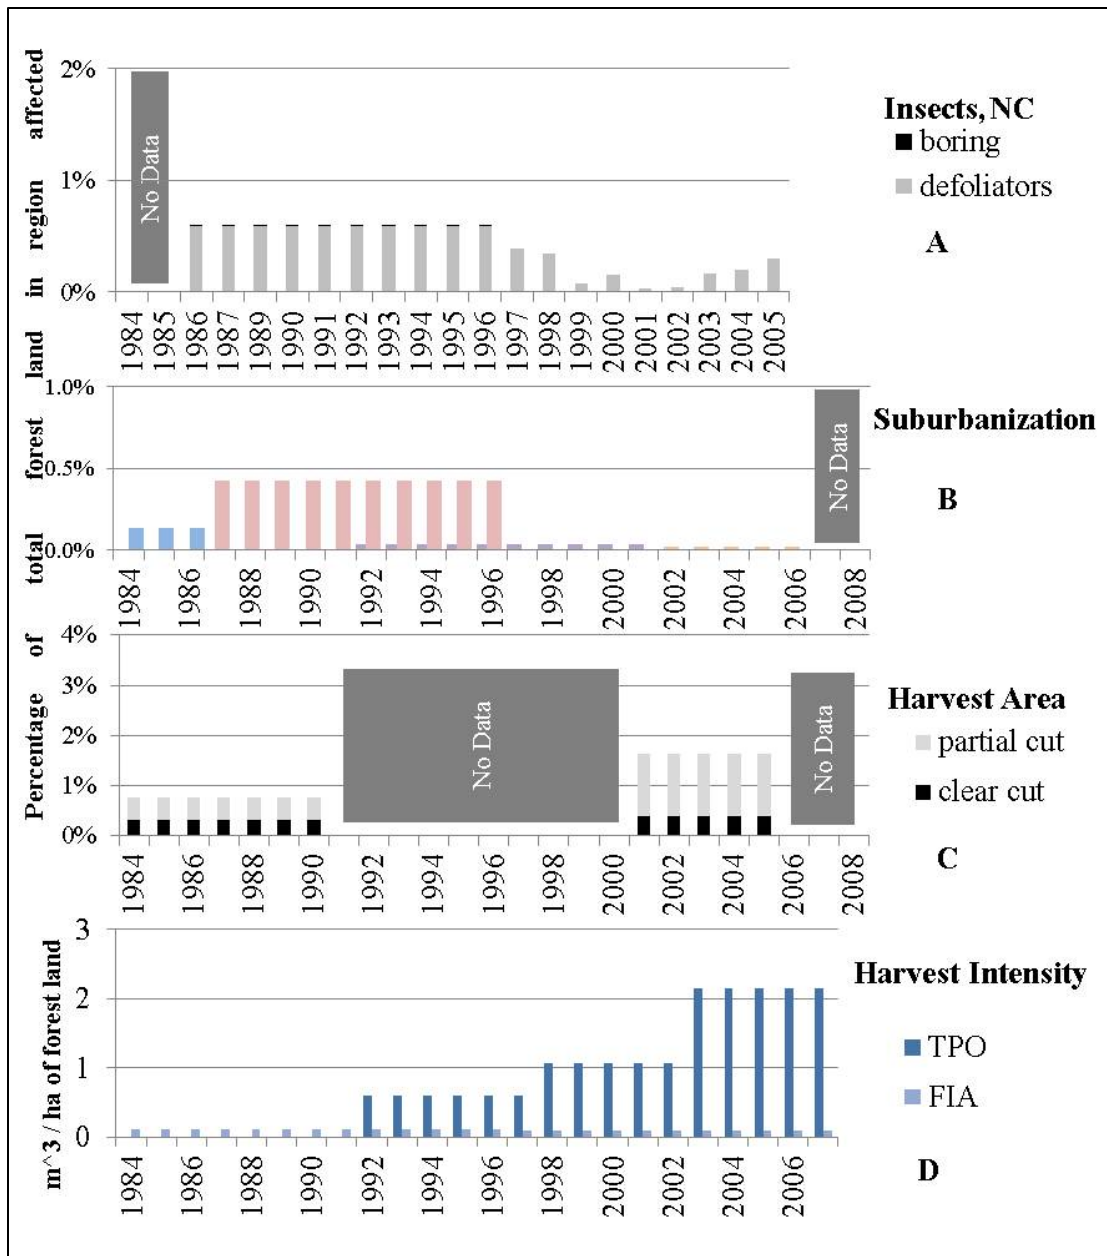 Percentage of total forest land in region affected
2%
1%
0%
No Data
1984 1985 1986 1987 1989 1990 1991 1992 1993 1994 1995 1996 1997 1998 1999 2000 2001 2002 2003 2004 2005
Insects, NC
boring
defoliators
A
1.0%
0.5%
0.0%
No Data
1984 1986 1988 1990 1992 1994 1996 1998 2000 2002 2004 2006 2008
Suburbanization
B
4%
3%
2%
1%
0%
No Data
No Data
1984 1986 1988 1990 1992 1994 1996 1998 2000 2002 2004 2006 2008
Harvest Area
partial cut
clear cut
C
m^3 / ha of forest land
3
2
1
0
1984 1986 1988 1990 1992 1994 1996 1998 2000 2002 2004 2006
Harvest Intensity
TPO
FIA
D